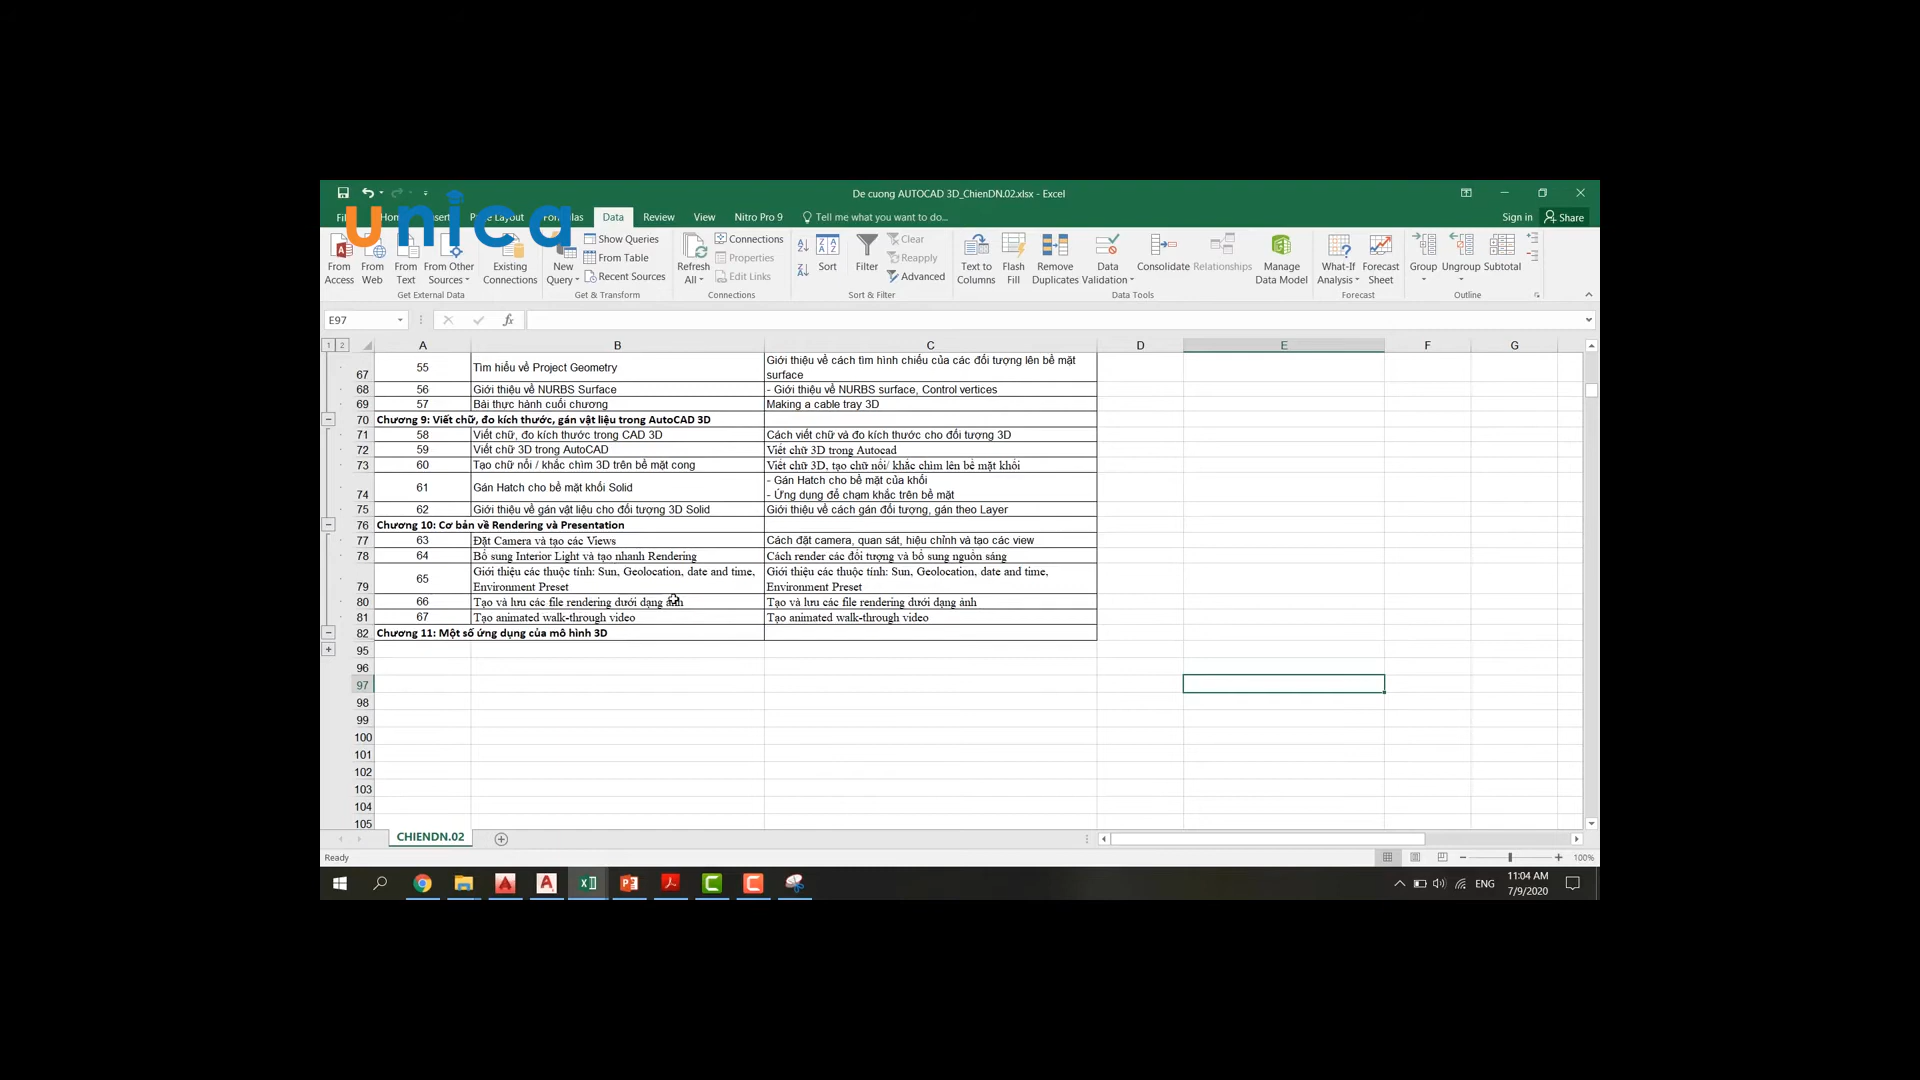 De cuong AUTOCAD 3D_ChienDN.02.xlsx - Excel
unica
Data Review View Nitro Pro 9 Tell me what you want to do... Sign in Share
Show Queries
From Table
Recent Sources
Connections
Properties
Edit Links
Clear
Reapply
Advanced
From Access
From Web
From Text
From Other Sources
Existing Connections
New Query
Refresh All
Sort
Filter
Text to Columns
Flash Fill
Remove Duplicates
Data Validation
Consolidate
Relationships
Manage Data Model
What-If Analysis
Forecast Sheet
Group
Ungroup
Subtotal
Get External Data Get & Transform Connections Sort & Filter Data Tools Forecast Outline
E97 fx
1 2 A B C D E F G
67 55 Tìm hiểu về Project Geometry Giới thiệu về cách tìm hình chiếu của các đối tượng lên bề mặt
surface
68 56 Giới thiệu về NURBS Surface - Giới thiệu về NURBS surface, Control vertices
69 57 Bài thực hành cuối chương Making a cable tray 3D
70 Chương 9: Viết chữ, đo kích thước, gán vật liệu trong AutoCAD 3D
71 58 Viết chữ, đo kích thước trong CAD 3D Cách viết chữ và đo kích thước cho đối tượng 3D
72 59 Viết chữ 3D trong AutoCAD Viết chữ 3D trong Autocad
73 60 Tạo chữ nổi / khắc chìm 3D trên bề mặt cong Viết chữ 3D, tạo chữ nổi/ khắc chìm lên bề mặt khối
74 61 Gán Hatch cho bề mặt khối Solid - Gán Hatch cho bề mặt của khối
- Ứng dụng để chạm khắc trên bề mặt
75 62 Giới thiệu về gán vật liệu cho đối tượng 3D Solid Giới thiệu về cách gán đối tượng, gán theo Layer
76 Chương 10: Cơ bản về Rendering và Presentation
77 63 Đặt Camera và tạo các Views Cách đặt camera, quan sát, hiệu chỉnh và tạo các view
78 64 Bổ sung Interior Light và tạo nhanh Rendering Cách render các đối tượng và bổ sung nguồn sáng
79 65 Giới thiệu các thuộc tính: Sun, Geolocation, date and time, Giới thiệu các thuộc tính: Sun, Geolocation, date and time,
Environment Preset Environment Preset
80 66 Tạo và lưu các file rendering dưới dạng ảnh Tạo và lưu các file rendering dưới dạng ảnh
81 67 Tạo animated walk-through video Tạo animated walk-through video
82 Chương 11: Một số ứng dụng của mô hình 3D
95
96
97
98
99
100
101
102
103
104
105
CHIENDN.02
Ready 100%
ENG 11:04 AM
7/9/2020